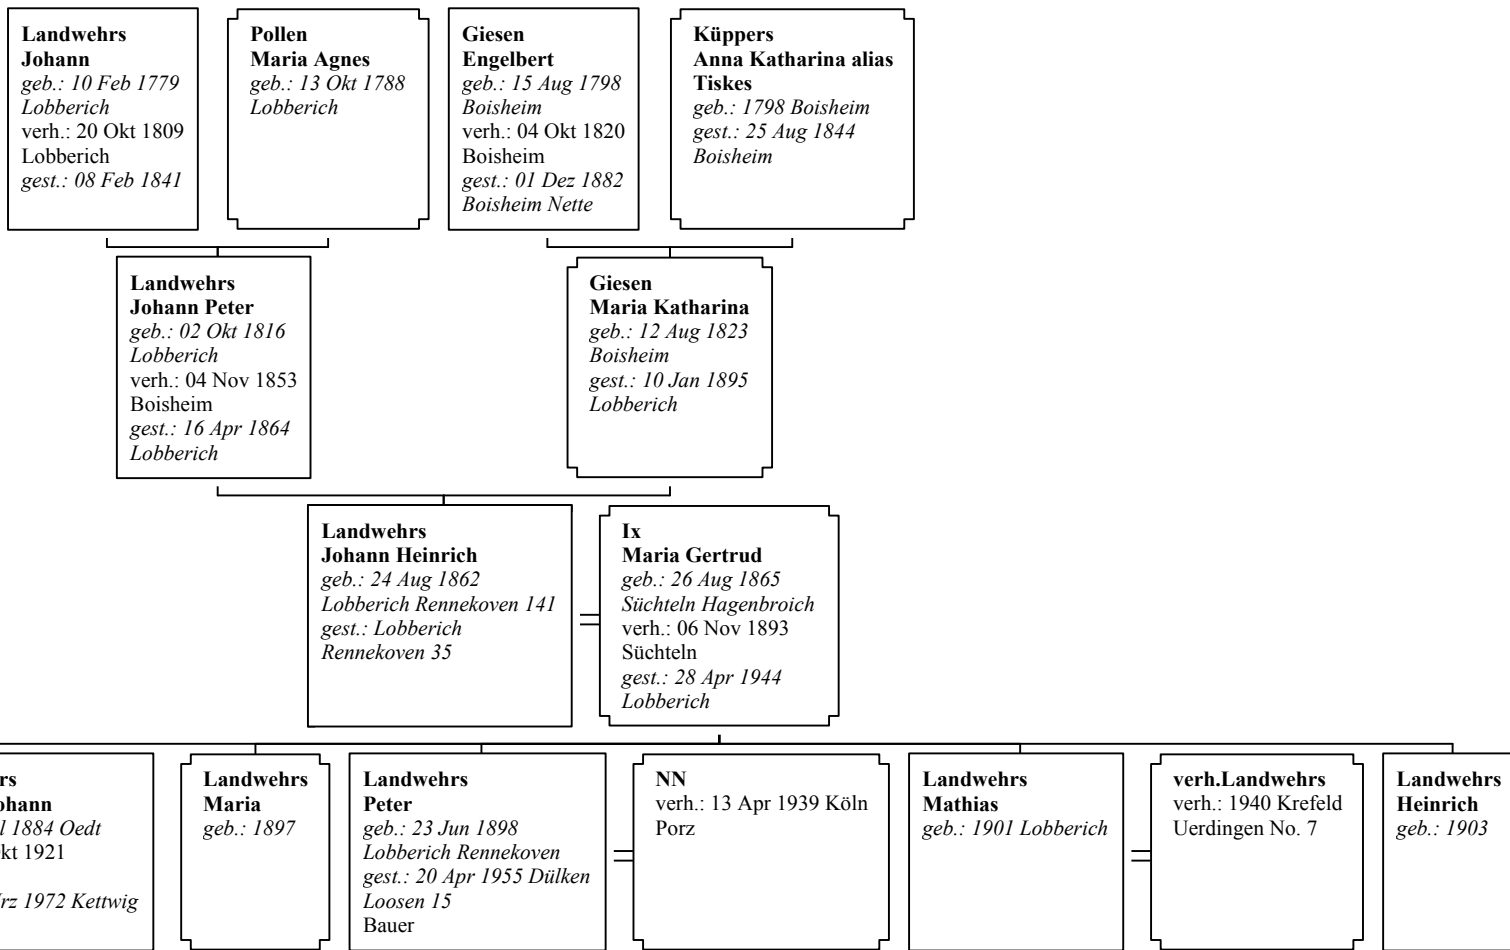 Landwehrs
Johann
geb.: 10 Feb 1779
Lobberich
verh.: 20 Okt 1809
Lobberich
gest.: 08 Feb 1841
Pollen
Maria Agnes
geb.: 13 Okt 1788
Lobberich
Giesen
Engelbert
geb.: 15 Aug 1798
Boisheim
verh.: 04 Okt 1820
Boisheim
gest.: 01 Dez 1882
Boisheim Nette
Küppers
Anna Katharina alias
Tiskes
geb.: 1798 Boisheim
gest.: 25 Aug 1844
Boisheim
Landwehrs
Johann Peter
geb.: 02 Okt 1816
Lobberich
verh.: 04 Nov 1853
Boisheim
gest.: 16 Apr 1864
Lobberich
Giesen
Maria Katharina
geb.: 12 Aug 1823
Boisheim
gest.: 10 Jan 1895
Lobberich
Landwehrs
Johann Heinrich
geb.: 24 Aug 1862
Lobberich Rennekoven 141
gest.: Lobberich
Rennekoven 35
Ix
Maria Gertrud
geb.: 26 Aug 1865
Süchteln Hagenbroich
verh.: 06 Nov 1893
Süchteln
gest.: 28 Apr 1944
Lobberich
rs
ohann
l 1884 Oedt
kt 1921
rz 1972 Kettwig
Landwehrs
Maria
geb.: 1897
Landwehrs
Peter
geb.: 23 Jun 1898
Lobberich Rennekoven
gest.: 20 Apr 1955 Dülken
Loosen 15
Bauer
NN
verh.: 13 Apr 1939 Köln
Porz
Landwehrs
Mathias
geb.: 1901 Lobberich
verh.Landwehrs
verh.: 1940 Krefeld
Uerdingen No. 7
Landwehrs
Heinrich
geb.: 1903